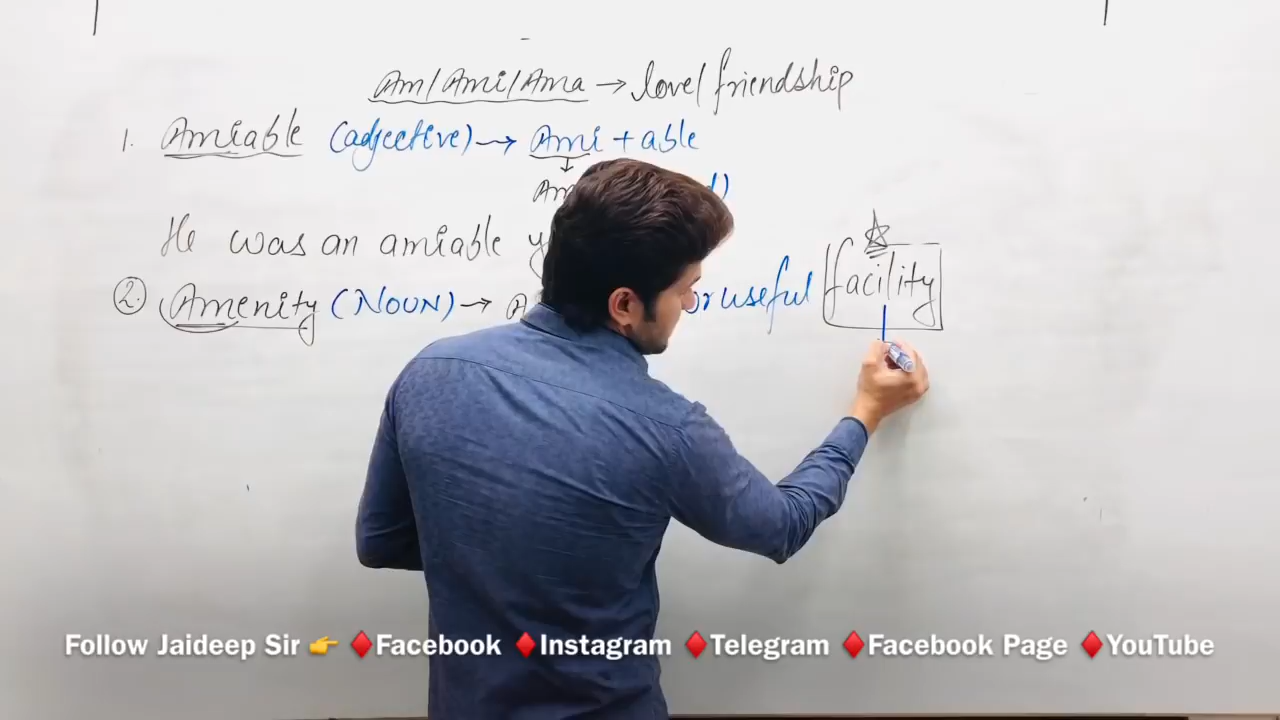 Am/Ami/Ama → love/friendship
1. Amiable (adjective) → Ami + able
He was an amiable
2. Amenity (NOUN) → or useful facility
Follow Jaideep Sir 👉 ♦️Facebook ♦️Instagram ♦️Telegram ♦️Facebook Page ♦️YouTube